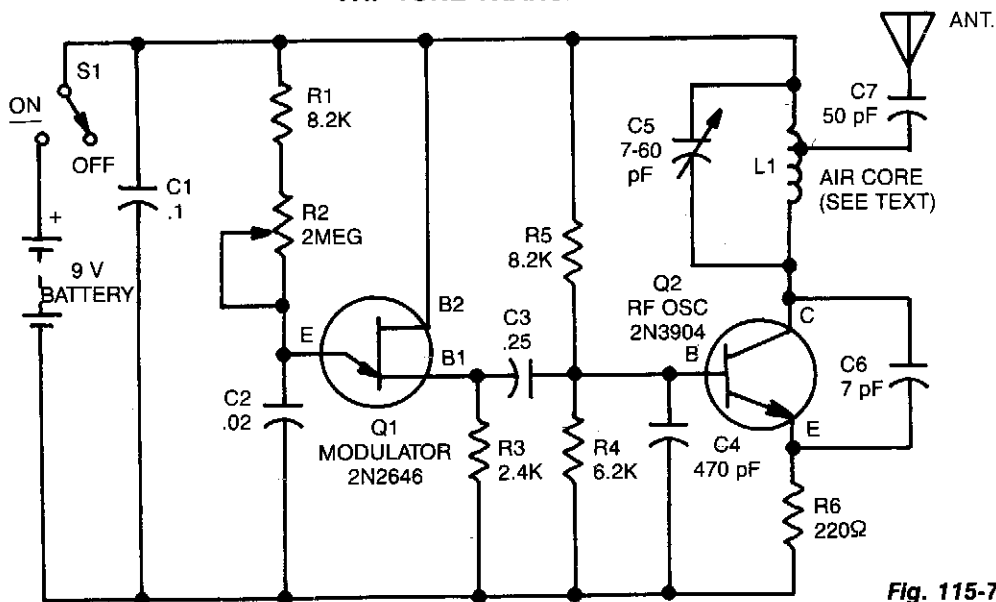 S1
ON
OFF
+
9 V
BATTERY
C1
.1
R1
8.2K
R2
2MEG
E
B2
B1
C2
.02
Q1
MODULATOR
2N2646
C3
.25
R3
2.4K
R5
8.2K
R4
6.2K
C4
470 pF
Q2
RF OSC
2N3904
B
C
E
C5
7-60
pF
L1
AIR CORE
(SEE TEXT)
C7
50 pF
ANT.
C6
7 pF
R6
220Ω
Fig. 115-7